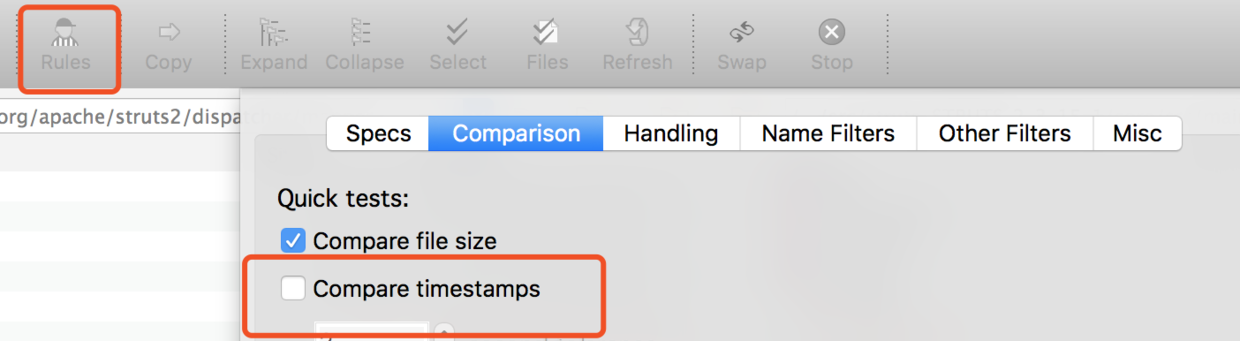 Rules Copy Expand Collapse Select Files Refresh Swap Stop
org/apache/struts2/dispa
Specs Comparison Handling Name Filters Other Filters Misc
Quick tests:
Compare file size
Compare timestamps